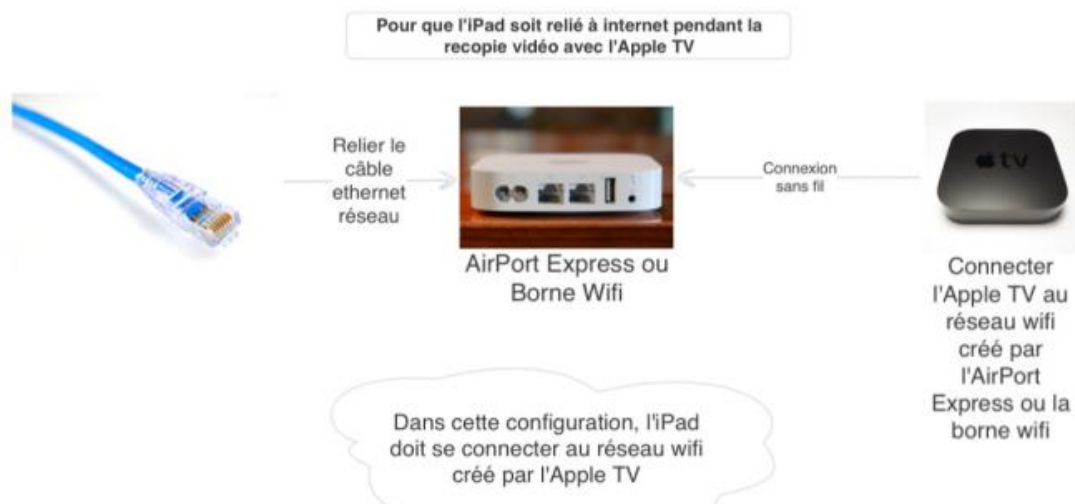 Pour que l'iPad soit relié à internet pendant la
recopie vidéo avec l'Apple TV
Relier le
câble
ethernet
réseau
Connexion
sans fil
tv
AirPort Express ou
Borne Wifi
Connecter
l'Apple TV au
réseau wifi
créé par
l'AirPort
Express ou la
borne wifi
Dans cette configuration, l'iPad
doit se connecter au réseau wifi
créé par l'Apple TV